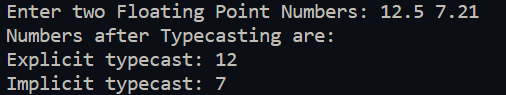 Enter two Floating Point Numbers: 12.5 7.21
Numbers after Typecasting are:
Explicit typecast: 12
Implicit typecast: 7